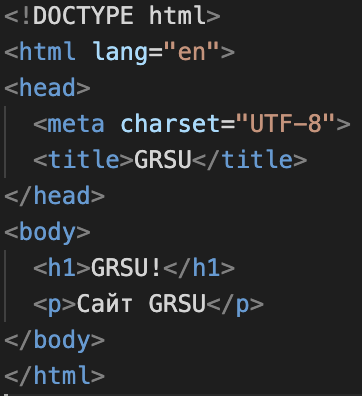 <!DOCTYPE html>
<html lang="en">
<head>
<meta charset="UTF-8">
<title>GRSU</title>
</head>
<body>
<h1>GRSU!</h1>
<p>Сайт GRSU</p>
</body>
</html>